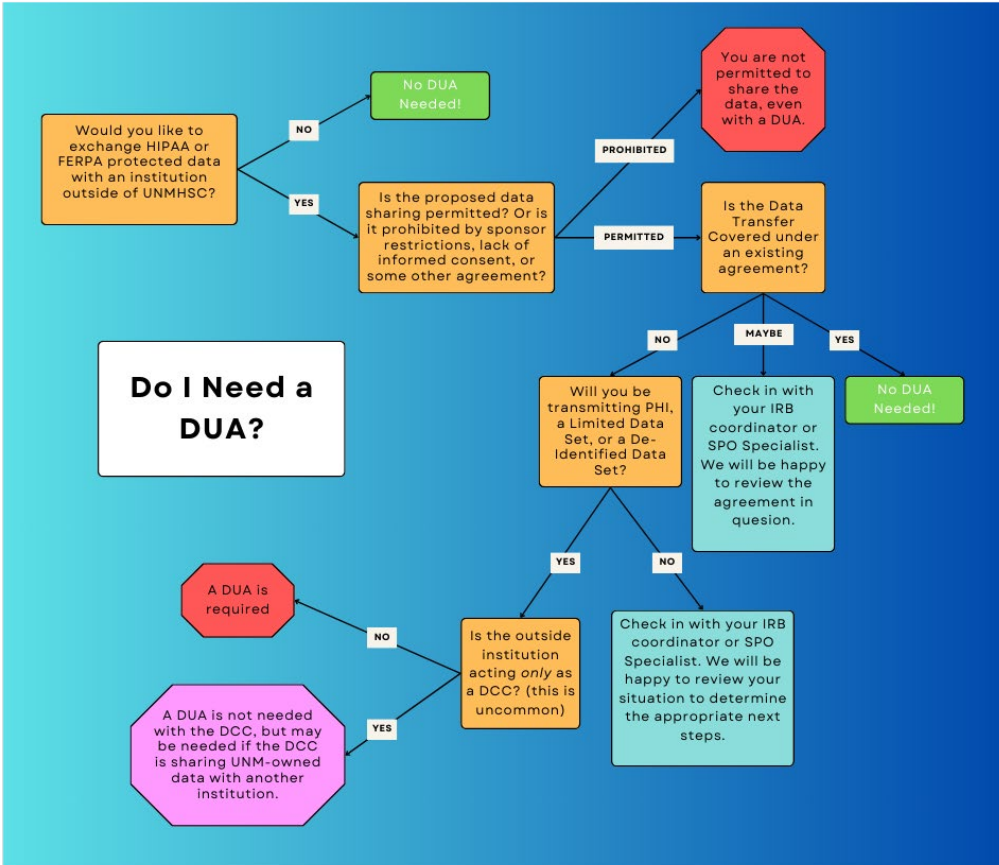 No DUA
Needed!
You are not
permitted to
share the
data, even
with a DUA.
Would you like to
exchange HIPAA or
FERPA protected data
with an institution
outside of UNMHSC?
NO
PROHIBITED
YES
Is the proposed data
sharing permitted? Or is
it prohibited by sponsor
restrictions, lack of
informed consent, or
some other agreement?
PERMITTED
Is the Data
Transfer
Covered under
an existing
agreement?
NO
MAYBE
YES
Do I Need a
DUA?
Will you be
transmitting PHI,
a Limited Data
Set, or a De-
Identified Data
Set?
Check in with
your IRB
coordinator or
SPO Specialist.
We will be happy
to review the
agreement in
quesion.
No DUA
Needed!
YES
NO
A DUA is
required
NO
Is the outside
institution
acting only as
a DCC? (this is
uncommon)
Check in with your IRB
coordinator or SPO
Specialist. We will be
happy to review your
situation to determine
the appropriate next
steps.
YES
A DUA is not needed
with the DCC, but may
be needed if the DCC
is sharing UNM-owned
data with another
institution.